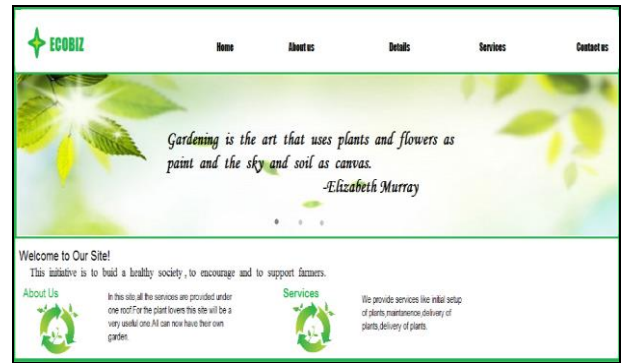 ECOBIZ
Home About us Details Services Contact us
Gardening is the art that uses plants and flowers as
paint and the sky and soil as canvas.
-Elizabeth Murray
Welcome to Our Site!
This initiative is to buid a healthy society , to encourage and to support farmers.
About Us
In this site,all the services are provided under
one roof.For the plant lovers this site will be a
very useful one.All can now have their own
garden.
Services
We provide services like initial setup
of plants,maintanence,delivery of
plants,delivery of plants.